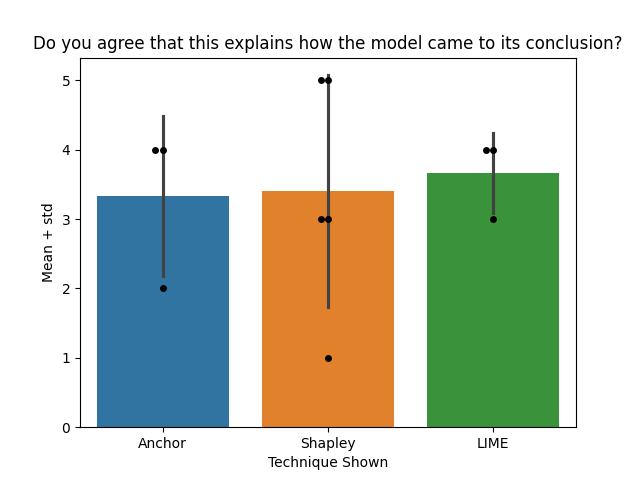 Do you agree that this explains how the model came to its conclusion?
Mean + std
5
4
3
2
1
0
Anchor
Shapley
LIME
Technique Shown